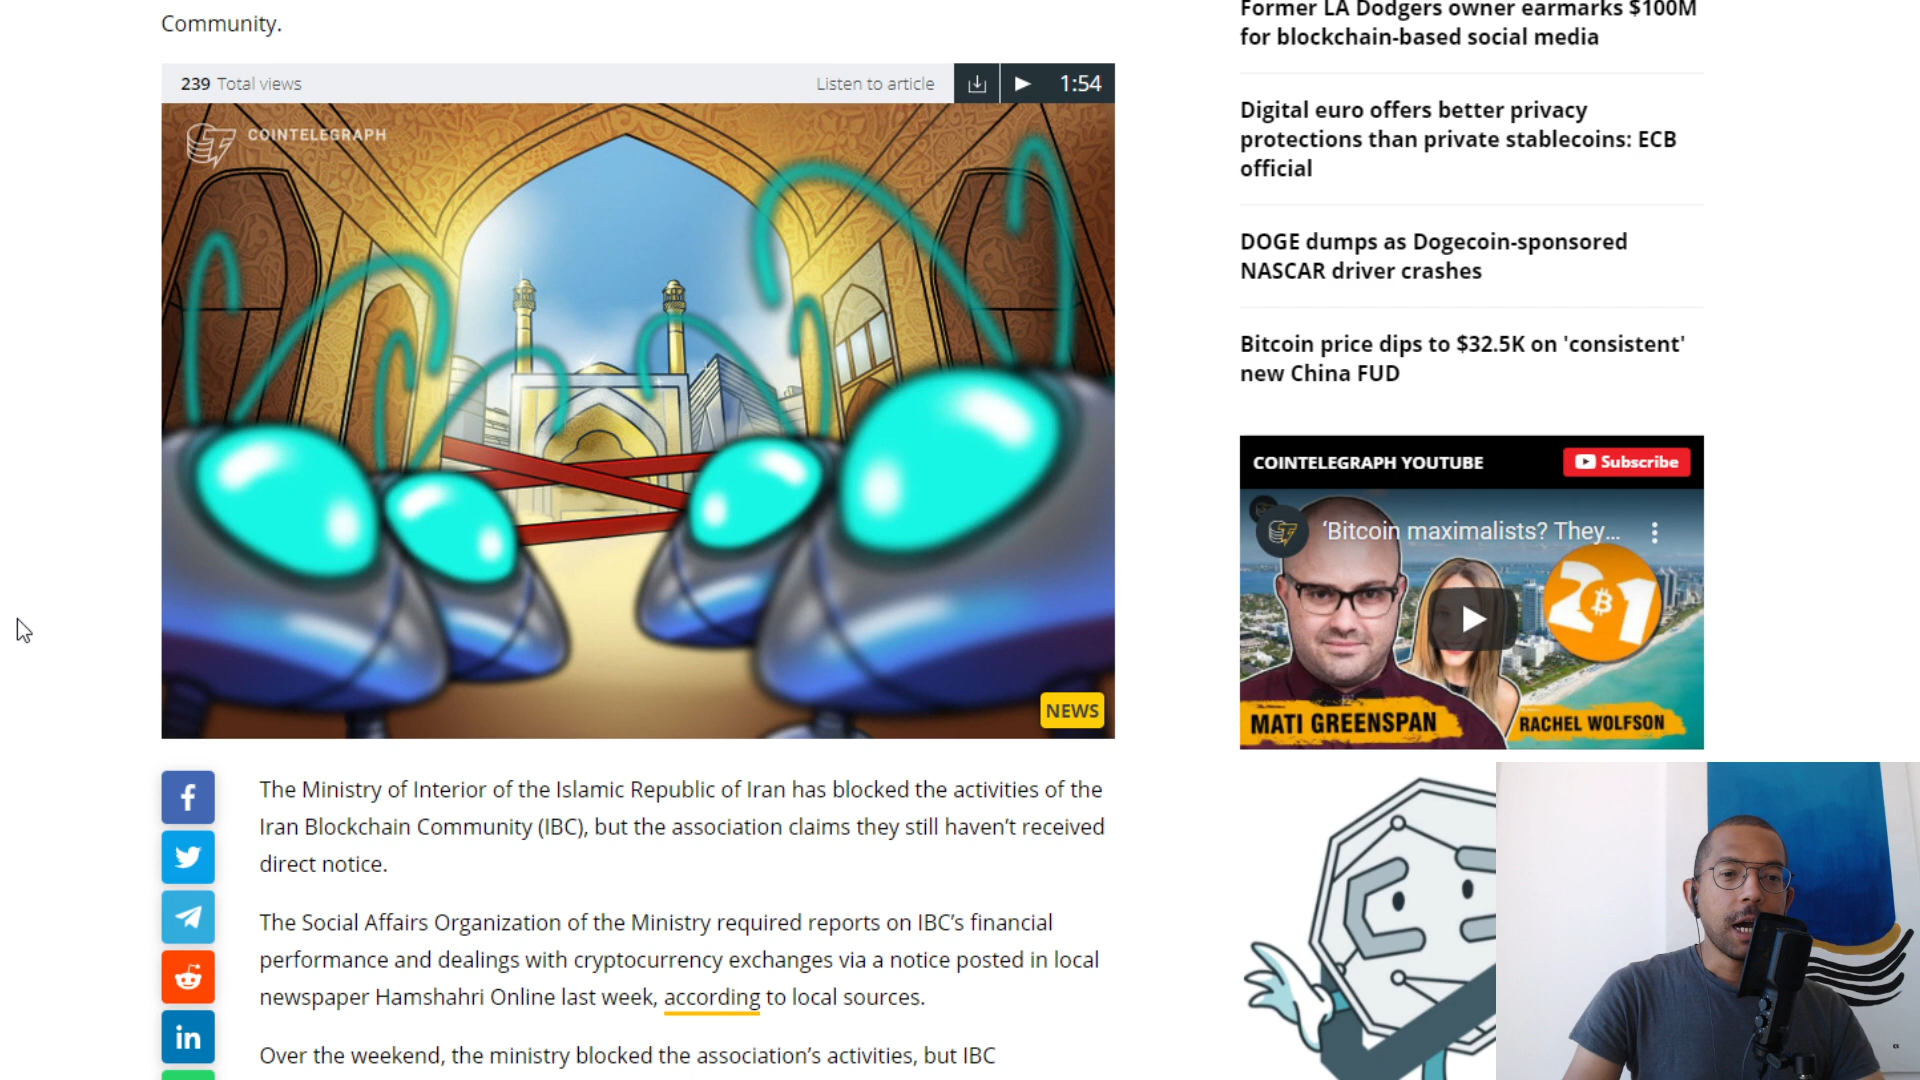 Community.
239 Total views
Listen to article
1:54
COINTELEGRAPH
NEWS
The Ministry of Interior of the Islamic Republic of Iran has blocked the activities of the
Iran Blockchain Community (IBC), but the association claims they still haven’t received
direct notice.
The Social Affairs Organization of the Ministry required reports on IBC’s financial
performance and dealings with cryptocurrency exchanges via a notice posted in local
newspaper Hamshahri Online last week, according to local sources.
Over the weekend, the ministry blocked the association’s activities, but IBC
Former LA Dodgers owner earmarks $100M
for blockchain-based social media
Digital euro offers better privacy
protections than private stablecoins: ECB
official
DOGE dumps as Dogecoin-sponsored
NASCAR driver crashes
Bitcoin price dips to $32.5K on 'consistent'
new China FUD
COINTELEGRAPH YOUTUBE
Subscribe
‘Bitcoin maximalists? They...
21
MATI GREENSPAN
RACHEL WOLFSON